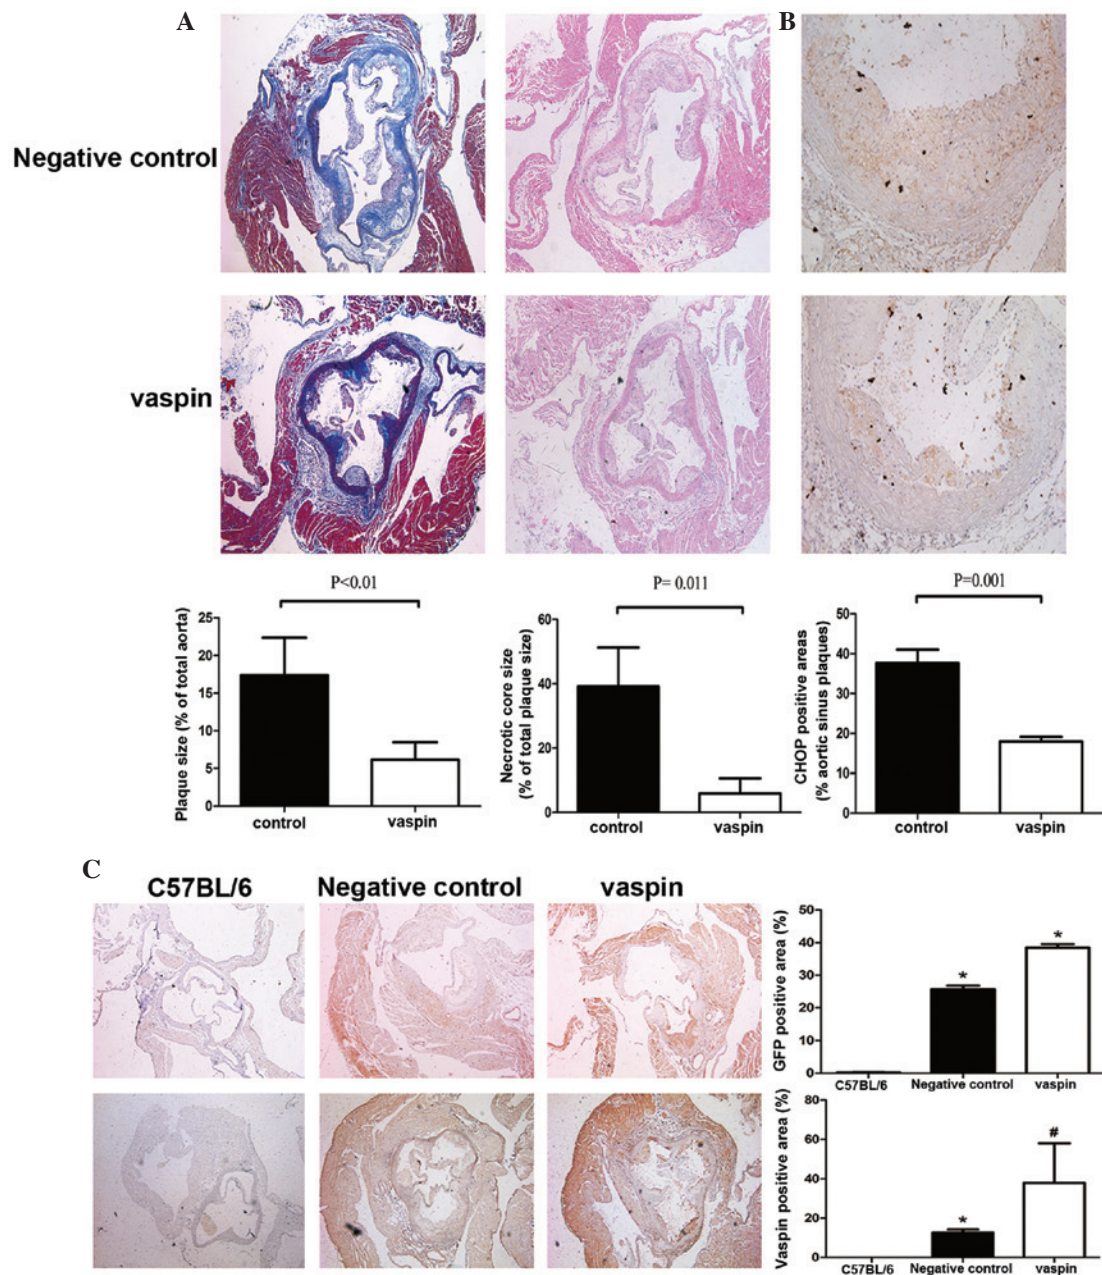 A
B
Negative control
vaspin
P<0.01
Plaque size (% of total aorta)
25
20
15
10
5
0
control
vaspin
P= 0.011
Necrotic core size
(% of total plaque size)
60
40
20
0
control
vaspin
P=0.001
CHOP positive areas
(% aortic sinus plaques)
50
40
30
20
10
0
control
vaspin
C
C57BL/6
Negative control
vaspin
GFP positive area (%)
50
40
30
20
10
0
*
*
C57BL/6
Negative control
vaspin
Vaspin positive area (%)
80
60
40
20
0
*
#
C57BL/6
Negative control
vaspin